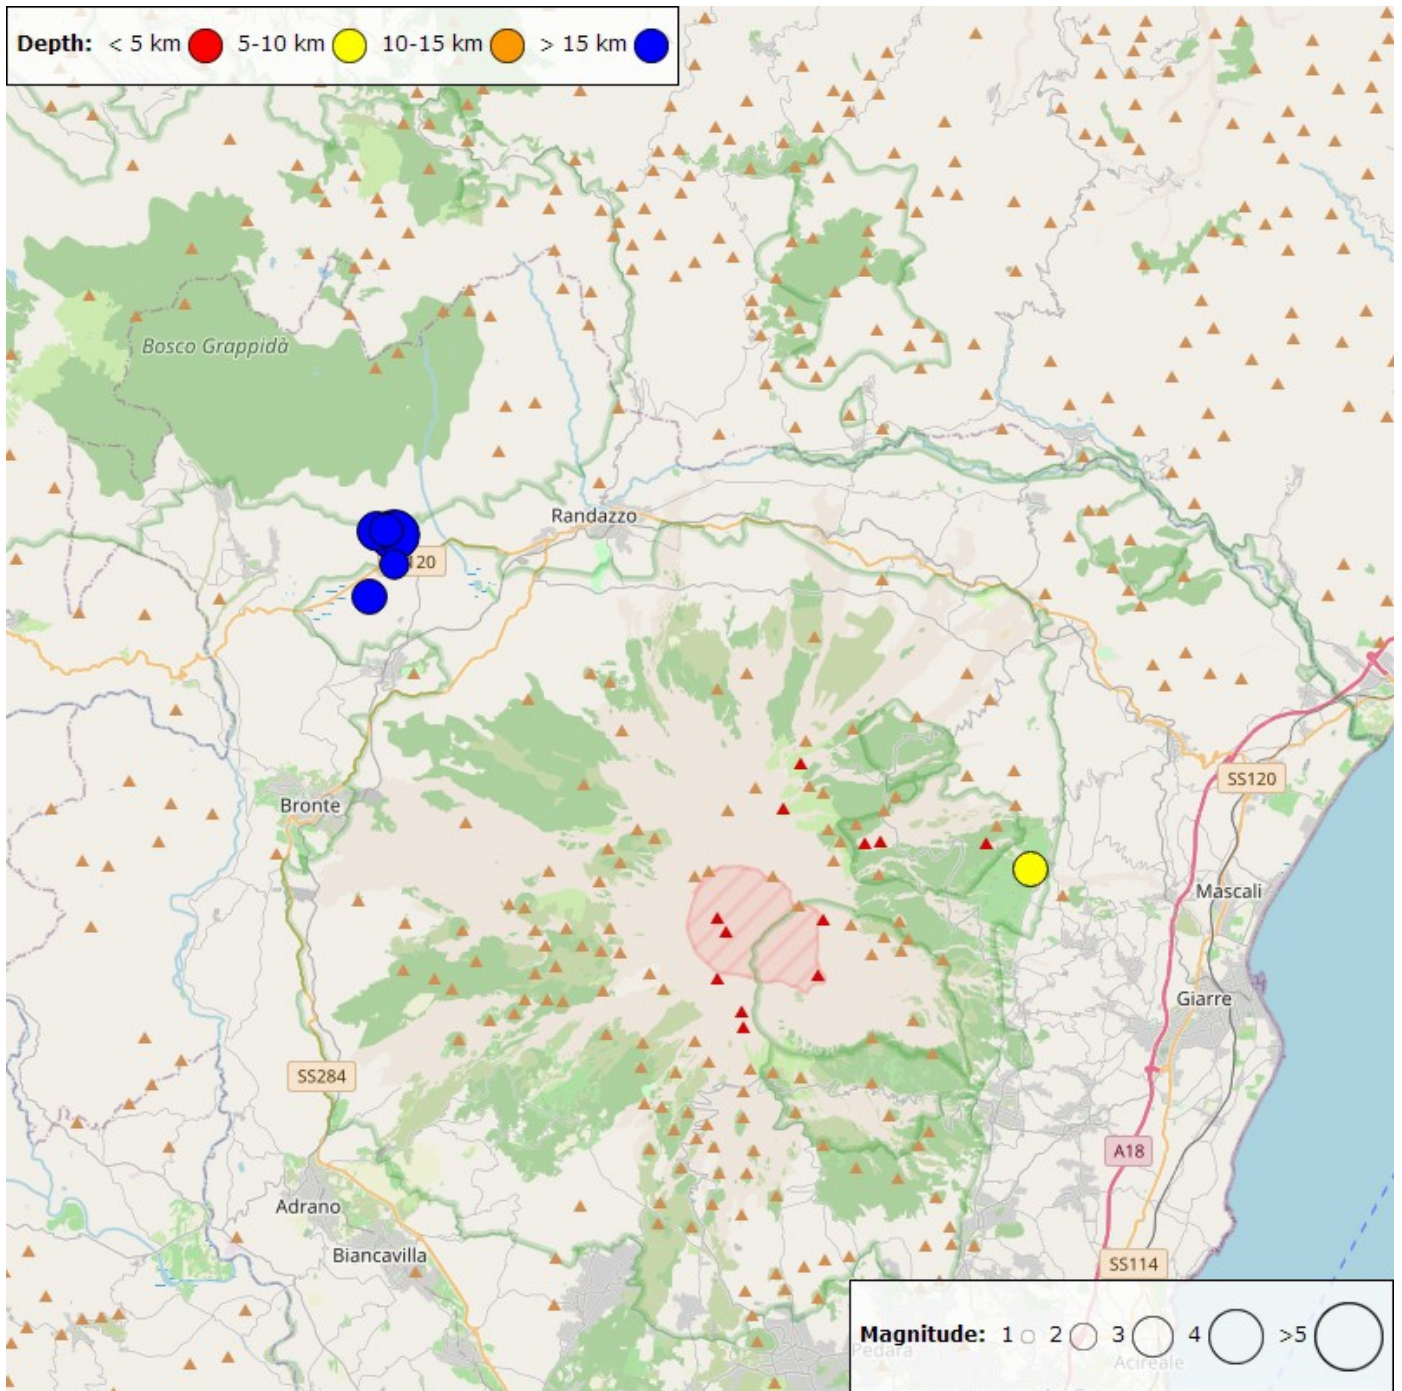 Depth: < 5 km 5-10 km 10-15 km > 15 km
Bosco Grappidà
Randazzo
120
Bronte
SS120
Mascali
Giarre
SS284
A18
Adrano
Biancavilla
SS114
Magnitude: 1 2 3 4 >5
Pedara
Acireale